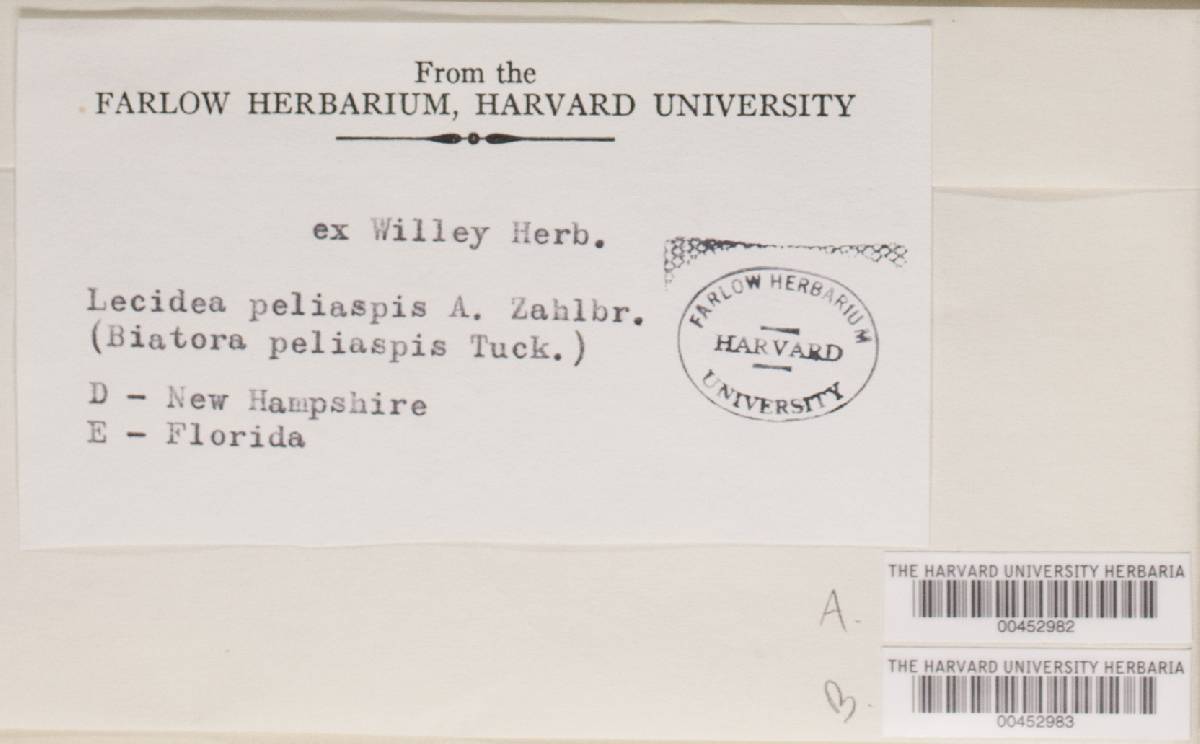 From the
FARLOW HERBARIUM, HARVARD UNIVERSITY
ex Willey Herb.
Lecidea peliaspis A. Zahlbr.
(Biatora peliaspis Tuck.)
D - New Hampshire
E - Florida
FARLOW HERBARIUM
HARVARD
UNIVERSITY
THE HARVARD UNIVERSITY HERBARIA
A.
00452982
THE HARVARD UNIVERSITY HERBARIA
B.
00452983